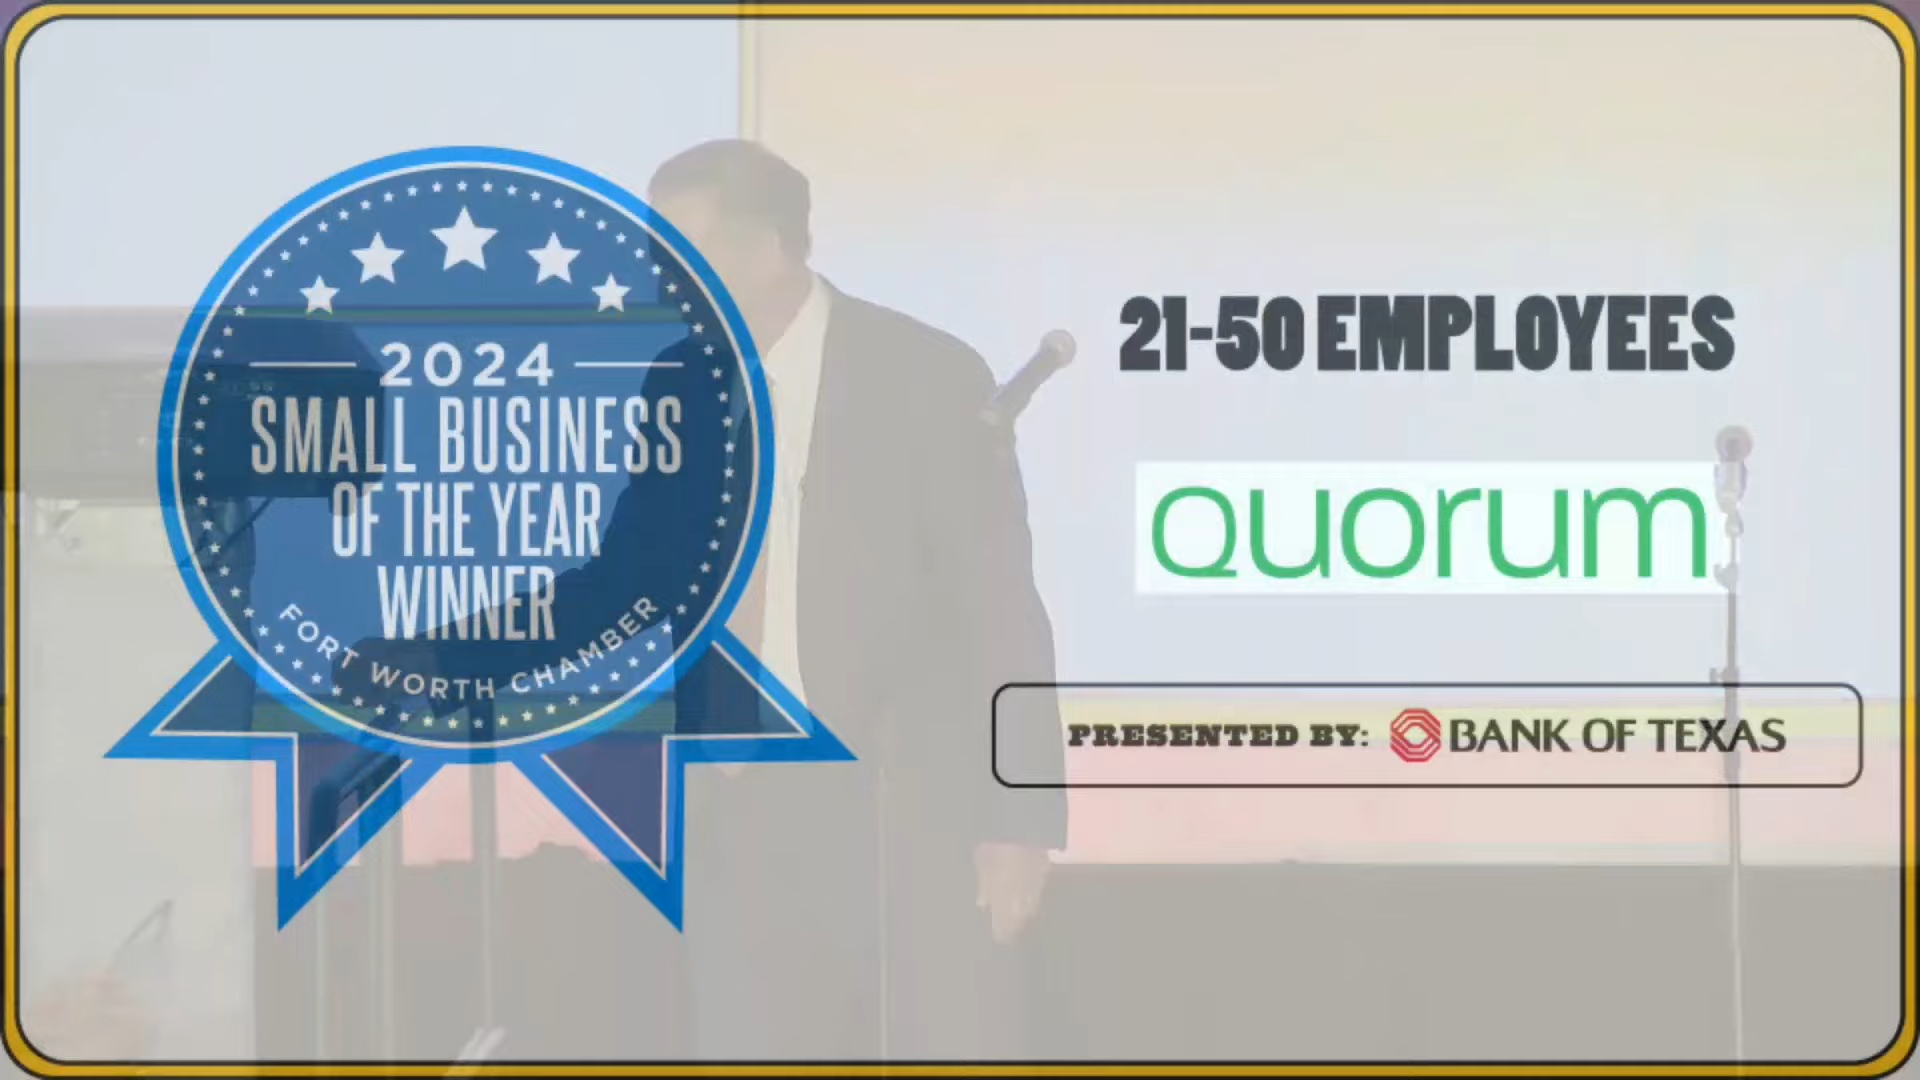 2024
SMALL BUSINESS
OF THE YEAR
WINNER
FORT WORTH CHAMBER
21-50 EMPLOYEES
quorum
PRESENTED BY: BANK OF TEXAS